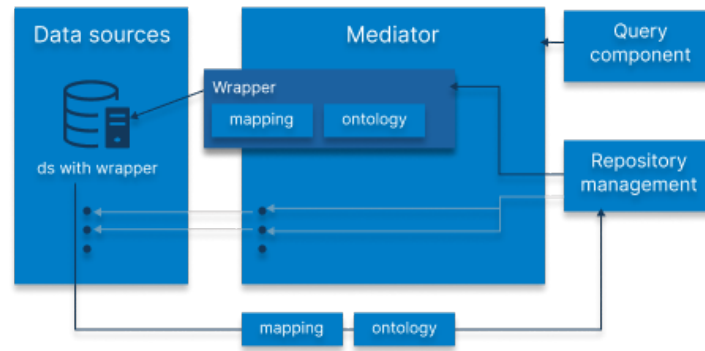 Data sources
Mediator
Query
component
Wrapper
mapping
ontology
ds with wrapper
Repository
management
mapping
ontology